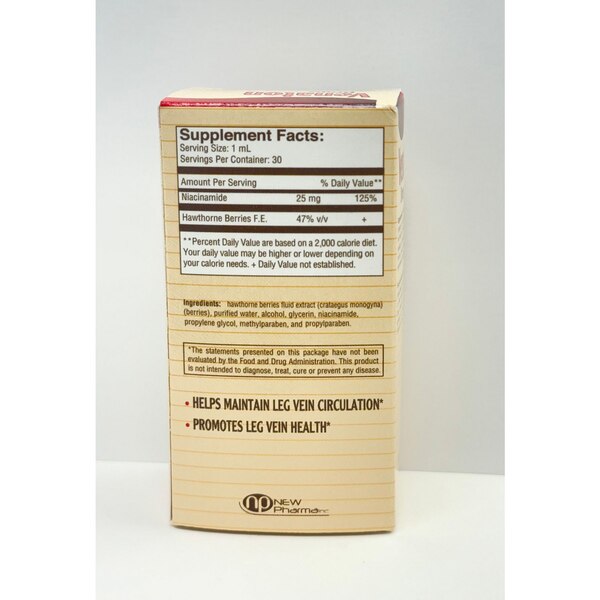 Supplement Facts:
Serving Size: 1 mL
Servings Per Container: 30
Amount Per Serving % Daily Value**
Niacinamide 25 mg 125%
Hawthorne Berries F.E. 47% v/v +
**Percent Daily Value are based on a 2,000 calorie diet.
Your daily value may be higher or lower depending on
your calorie needs. + Daily Value not established.
Ingredients: hawthorne berries fluid extract (crataegus monogyna)
(berries), purified water, alcohol, glycerin, niacinamide,
propylene glycol, methylparaben, and propylparaben.
*The statements presented on this package have not been
evaluated by the Food and Drug Administration. This product
is not intended to diagnose, treat, cure or prevent any disease.
• HELPS MAINTAIN LEG VEIN CIRCULATION*
• PROMOTES LEG VEIN HEALTH*
np NEW
Pharma INC